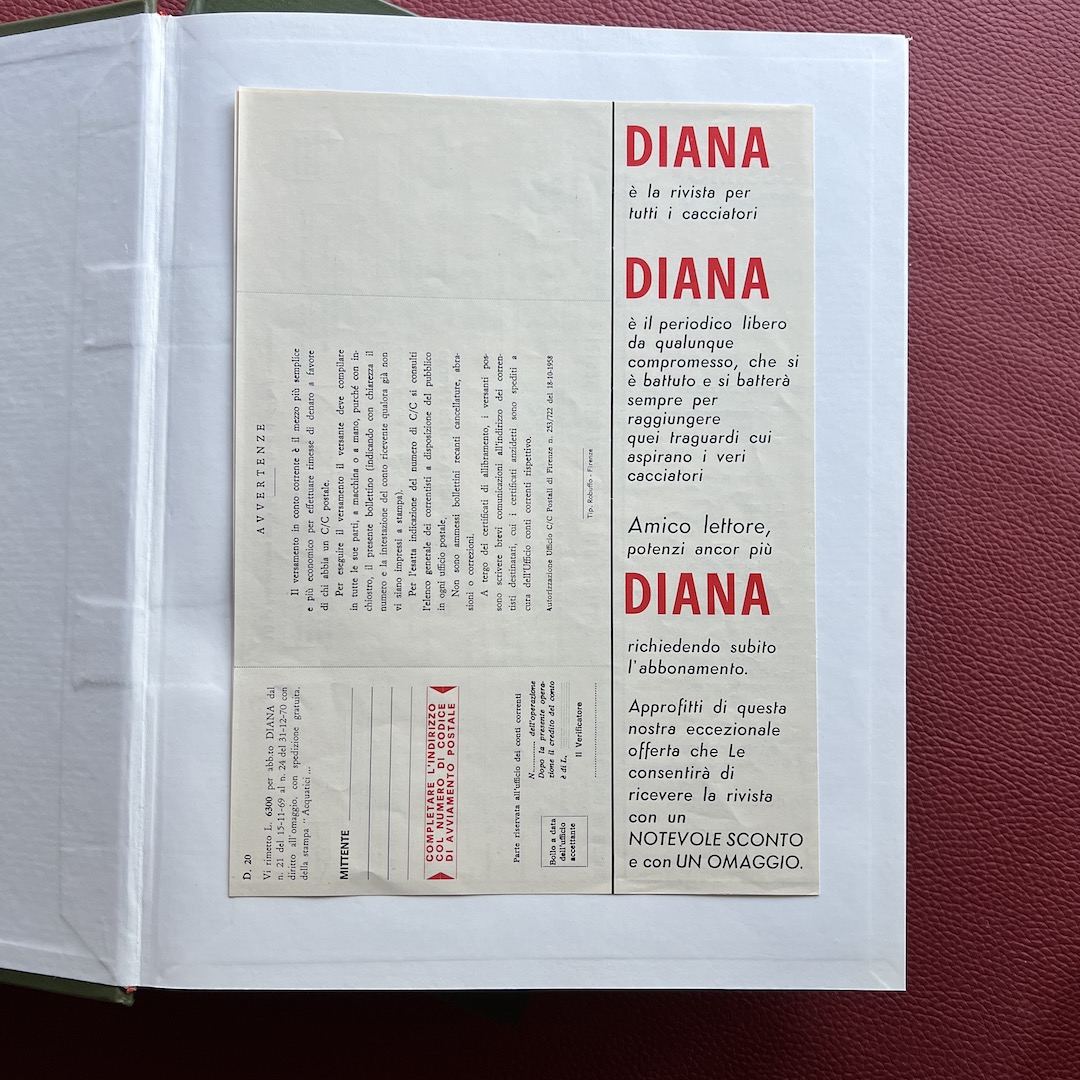 DIANA
è la rivista per
tutti i cacciatori
DIANA
è il periodico libero
da qualunque
compromesso, che si
è battuto e si batterà
sempre per
raggiungere
quei traguardi cui
aspirano i veri
cacciatori
Amico lettore,
potenzi ancor più
DIANA
richiedendo subito
l'abbonamento.
Approfitti di questa
nostra eccezionale
offerta che Le
consentirà di
ricevere la rivista
con un
NOTEVOLE SCONTO
e con UN OMAGGIO.
AVVERTENZE
Il versamento in conto corrente è il mezzo più semplice
e più economico per effettuare rimesse di denaro a favore
di chi abbia un C/C postale.
Per eseguire il versamento il versante deve compilare
in tutte le sue parti, a macchina o a mano, purché con in-
chiostro, il presente bollettino (indicando con chiarezza il
numero e la intestazione del conto ricevente qualora già non
vi siano impressi a stampa).
Per l'esatta indicazione del numero di C/C si consulti
l'elenco generale dei correntisti a disposizione del pubblico
in ogni ufficio postale.
Non sono ammessi bollettini recanti cancellature, abra-
sioni o correzioni.
A tergo dei certificati di allibramento, i versanti pos-
sono scrivere brevi comunicazioni all'indirizzo dei corren-
tisti destinatari, cui i certificati anzidetti sono spediti a
cura dell'Ufficio conti correnti rispettivo.
Autorizzazione Ufficio C/C Postali di Firenze n. 253/722 del 18-10-1958
Tip. Robuffo - Firenze
D. 20
Vi rimetto L. 6300 per abb.to DIANA dal
n. 21 del 15-11-69 al n. 24 del 31-12-70 con
diritto all'omaggio, con spedizione gratuita,
della stampa "Acquatici ...
MITTENTE
COMPLETARE L'INDIRIZZO
COL NUMERO DI CODICE
DI AVVIAMENTO POSTALE
Parte riservata all'ufficio dei conti correnti
N. dell'operazione
Dopo la presente opera-
zione il credito del conto
è di L.
Il Verificatore
Bollo a data
dell'ufficio
accettante